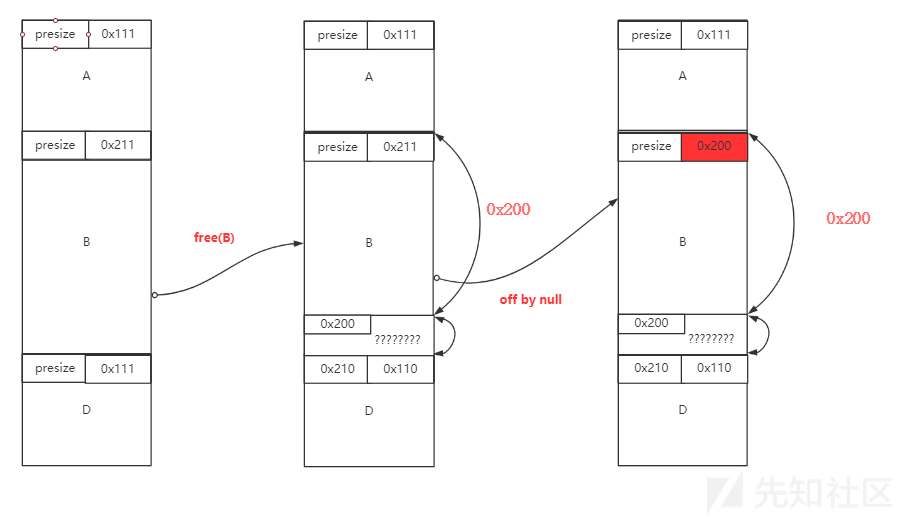 presize 0x111
A
presize 0x211
B
presize 0x111
D
free(B)
presize 0x111
A
presize 0x211
0x200
B
0x200
????????
0x210 0x110
D
off by null
presize 0x111
A
presize 0x200
0x200
B
0x200
????????
0x210 0x110
D
先知社区